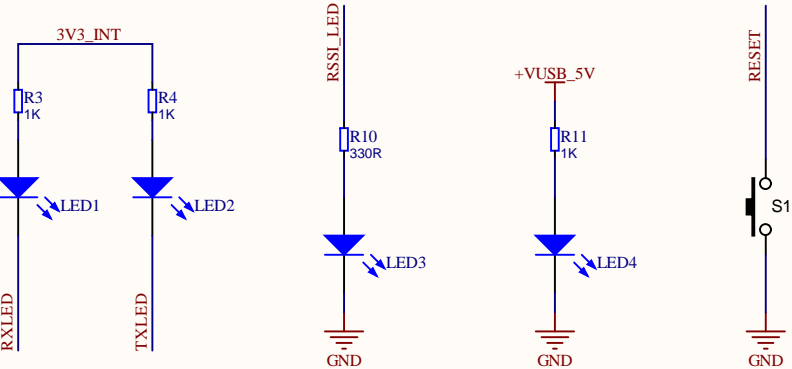 3V3_INT
R3
1K
R4
1K
LED1
LED2
RXLED
TXLED
RSSI_LED
R10
330R
LED3
GND
+VUSB_5V
R11
1K
LED4
GND
RESET
S1
GND